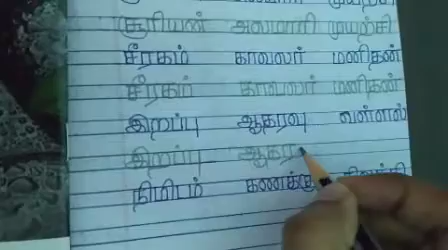 சூரியன் அலமாரி முயற்சி
சீரகம் காவலர் மனிதன்
சீரகம் காவலர் மனிதன்
இறப்பு ஆதரவு வள்ளல்
இறப்பு ஆதர
நிமிடம்